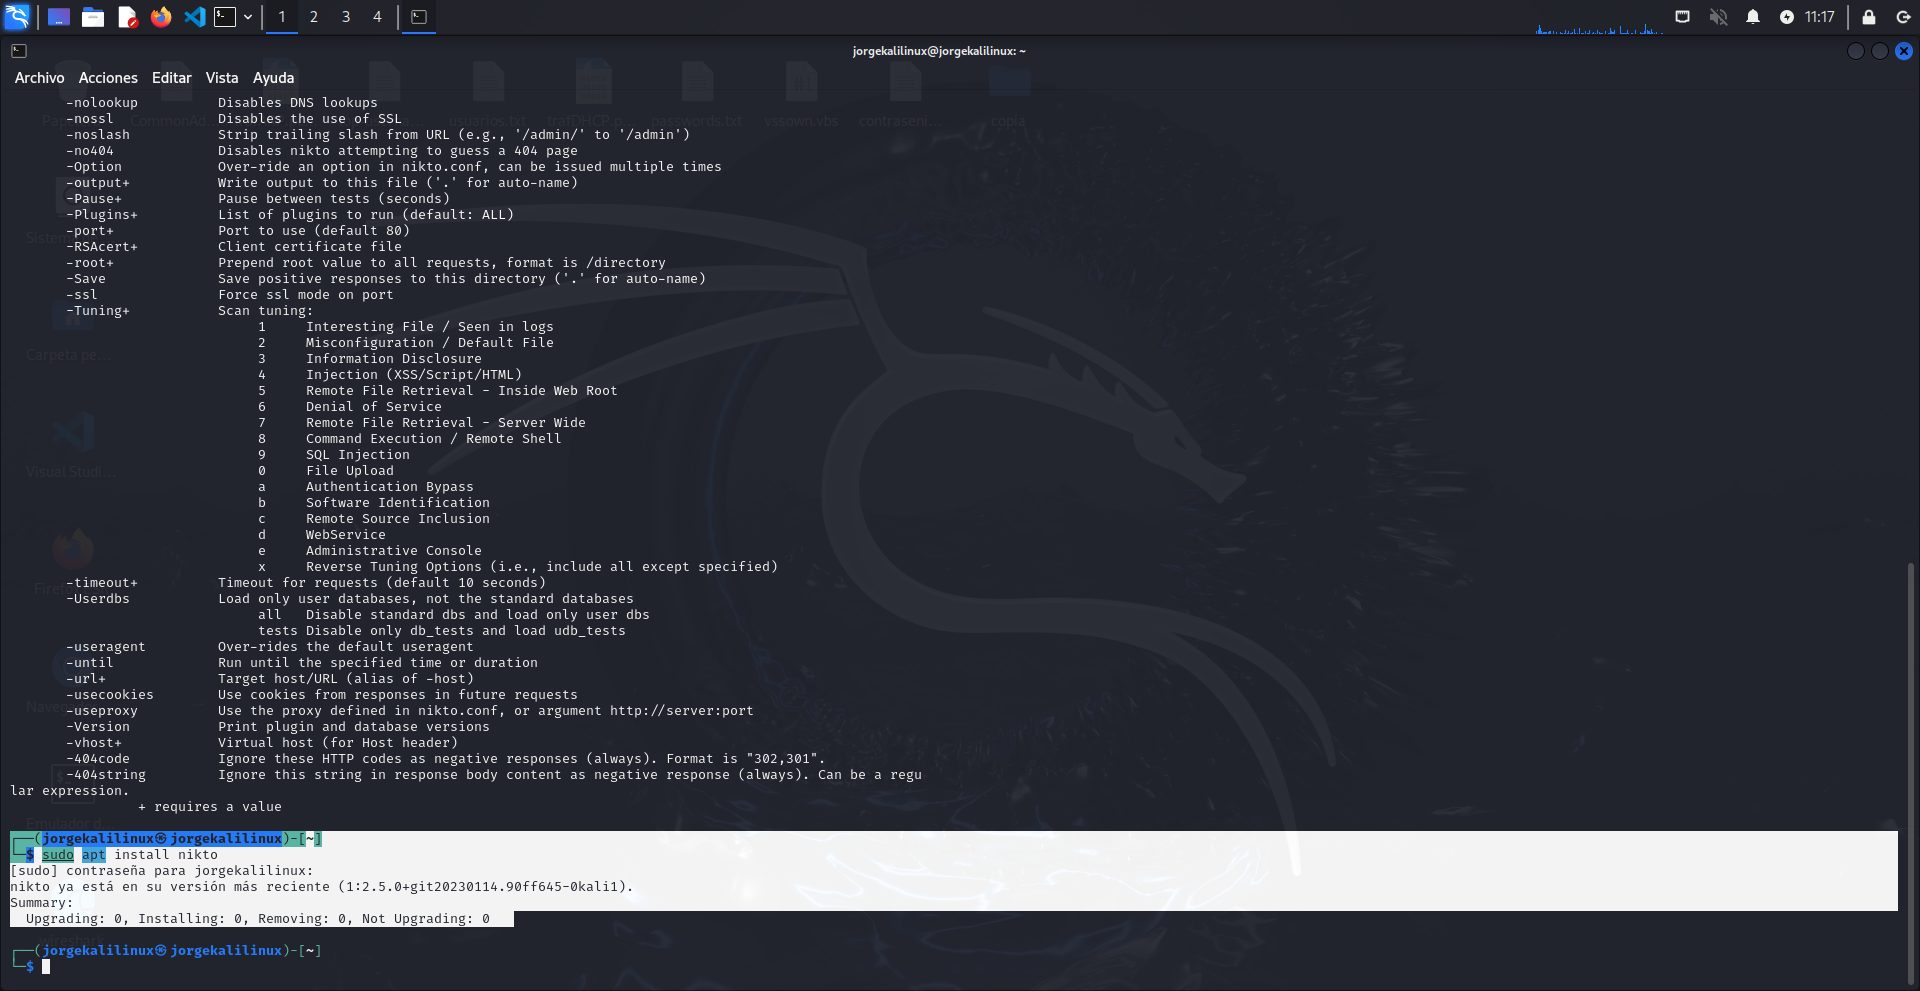 1 2 3 4 11:17
jorgekalilinux@jorgekalilinux: ~
Archivo Acciones Editar Vista Ayuda
-nolookup Disables DNS lookups
-nossl Disables the use of SSL
-noslash Strip trailing slash from URL (e.g., '/admin/' to '/admin')
-no404 Disables nikto attempting to guess a 404 page
-Option Over-ride an option in nikto.conf, can be issued multiple times
-output+ Write output to this file ('.' for auto-name)
-Pause+ Pause between tests (seconds)
-Plugins+ List of plugins to run (default: ALL)
-port+ Port to use (default 80)
-RSAcert+ Client certificate file
-root+ Prepend root value to all requests, format is /directory
-Save Save positive responses to this directory ('.' for auto-name)
-ssl Force ssl mode on port
-Tuning+ Scan tuning:
1 Interesting File / Seen in logs
2 Misconfiguration / Default File
3 Information Disclosure
4 Injection (XSS/Script/HTML)
5 Remote File Retrieval - Inside Web Root
6 Denial of Service
7 Remote File Retrieval - Server Wide
8 Command Execution / Remote Shell
9 SQL Injection
0 File Upload
a Authentication Bypass
b Software Identification
c Remote Source Inclusion
d WebService
e Administrative Console
x Reverse Tuning Options (i.e., include all except specified)
-timeout+ Timeout for requests (default 10 seconds)
-Userdbs Load only user databases, not the standard databases
all Disable standard dbs and load only user dbs
tests Disable only db_tests and load udb_tests
-useragent Over-rides the default useragent
-until Run until the specified time or duration
-url+ Target host/URL (alias of -host)
-usecookies Use cookies from responses in future requests
-useproxy Use the proxy defined in nikto.conf, or argument http://server:port
-Version Print plugin and database versions
-vhost+ Virtual host (for Host header)
-404code Ignore these HTTP codes as negative responses (always). Format is "302,301".
-404string Ignore this string in response body content as negative response (always). Can be a regu
lar expression.
+ requires a value
┌──(jorgekalilinux㉿jorgekalilinux)-[~]
└─$ sudo apt install nikto
[sudo] contraseña para jorgekalilinux:
nikto ya está en su versión más reciente (1:2.5.0+git20230114.90ff645-0kali1).
Summary:
Upgrading: 0, Installing: 0, Removing: 0, Not Upgrading: 0
┌──(jorgekalilinux㉿jorgekalilinux)-[~]
└─$